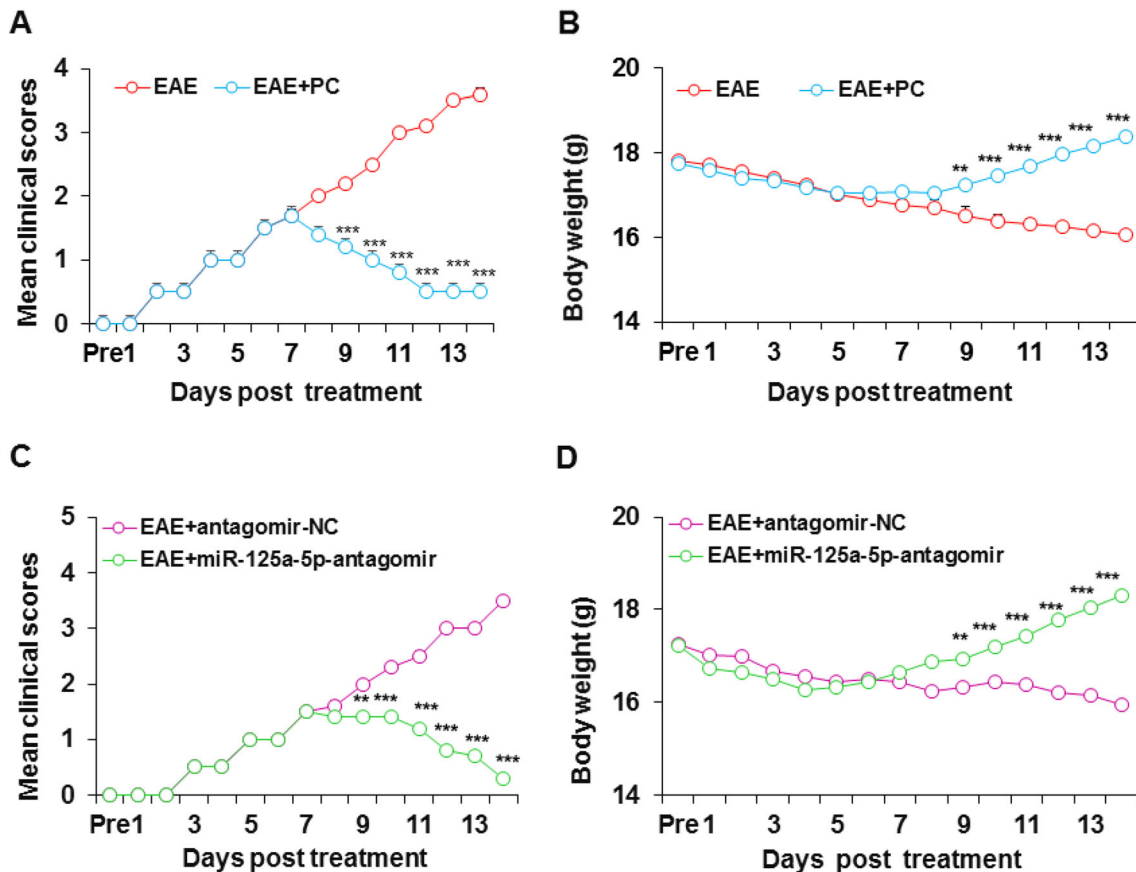 A
EAE EAE+PC
Mean clinical scores
4
3
2
1
0
*** *** *** *** *** ***
Pre1 3 5 7 9 11 13
Days post treatment
B
EAE EAE+PC
Body weight (g)
20
18
16
14
** *** *** *** *** ***
Pre 1 3 5 7 9 11 13
Days post treatment
C
EAE+antagomir-NC
EAE+miR-125a-5p-antagomir
Mean clinical scores
5
4
3
2
1
0
** *** *** *** *** ***
Pre1 3 5 7 9 11 13
Days post treatment
D
EAE+antagomir-NC
EAE+miR-125a-5p-antagomir
Body weight (g)
20
18
16
14
** *** *** *** *** ***
Pre 1 3 5 7 9 11 13
Days post treatment